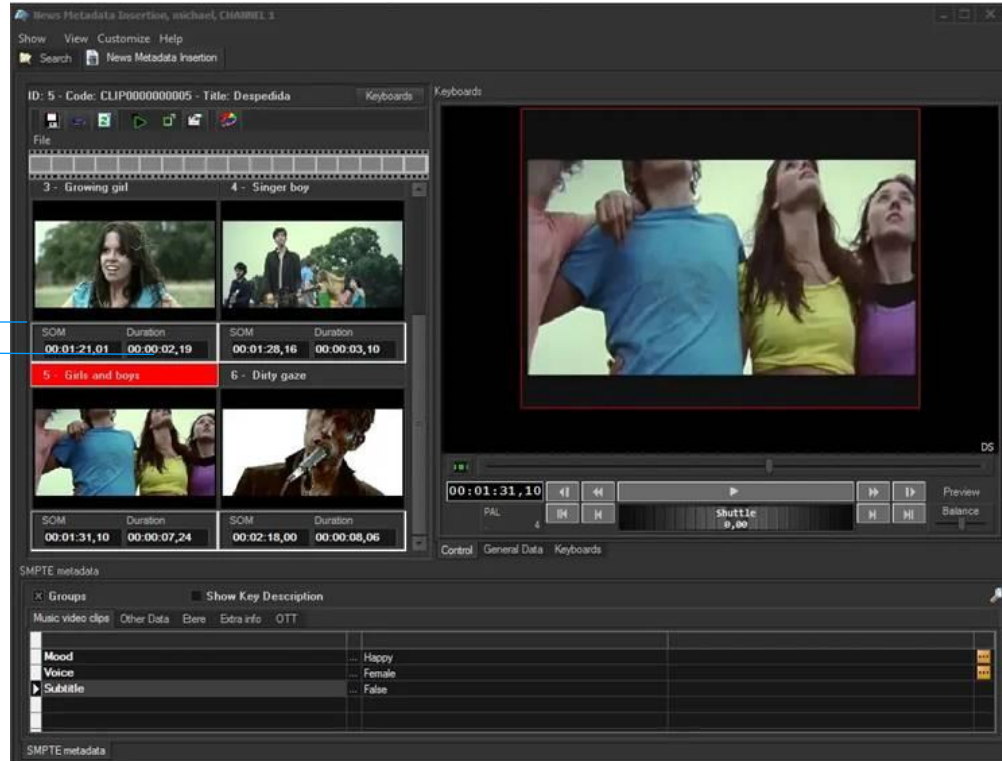 News Metadata Insertion, michael, CHANNEL 1
Show View Customize Help
Search News Metadata Insertion
ID: 5 - Code: CLIP0000000005 - Title: Despedida Keyboards
File
3 - Growing girl 4 - Singer boy
SOM Duration SOM Duration
00:01:21,01 00:00:02,19 00:01:28,16 00:00:03,10
5 - Girls and boys 6 - Dirty gaze
SOM Duration SOM Duration
00:01:31,10 00:00:07,24 00:02:18,00 00:00:08,06
Keyboards
DS
00:01:31,10 Preview
PAL 4 Shuttle Balance
0,00
Control General Data Keyboards
SMPTE metadata
Groups Show Key Description
Music video clips Other Data Etere Extra info OTT
Mood ... Happy
Voice ... Female
Subtitle ... False
SMPTE metadata